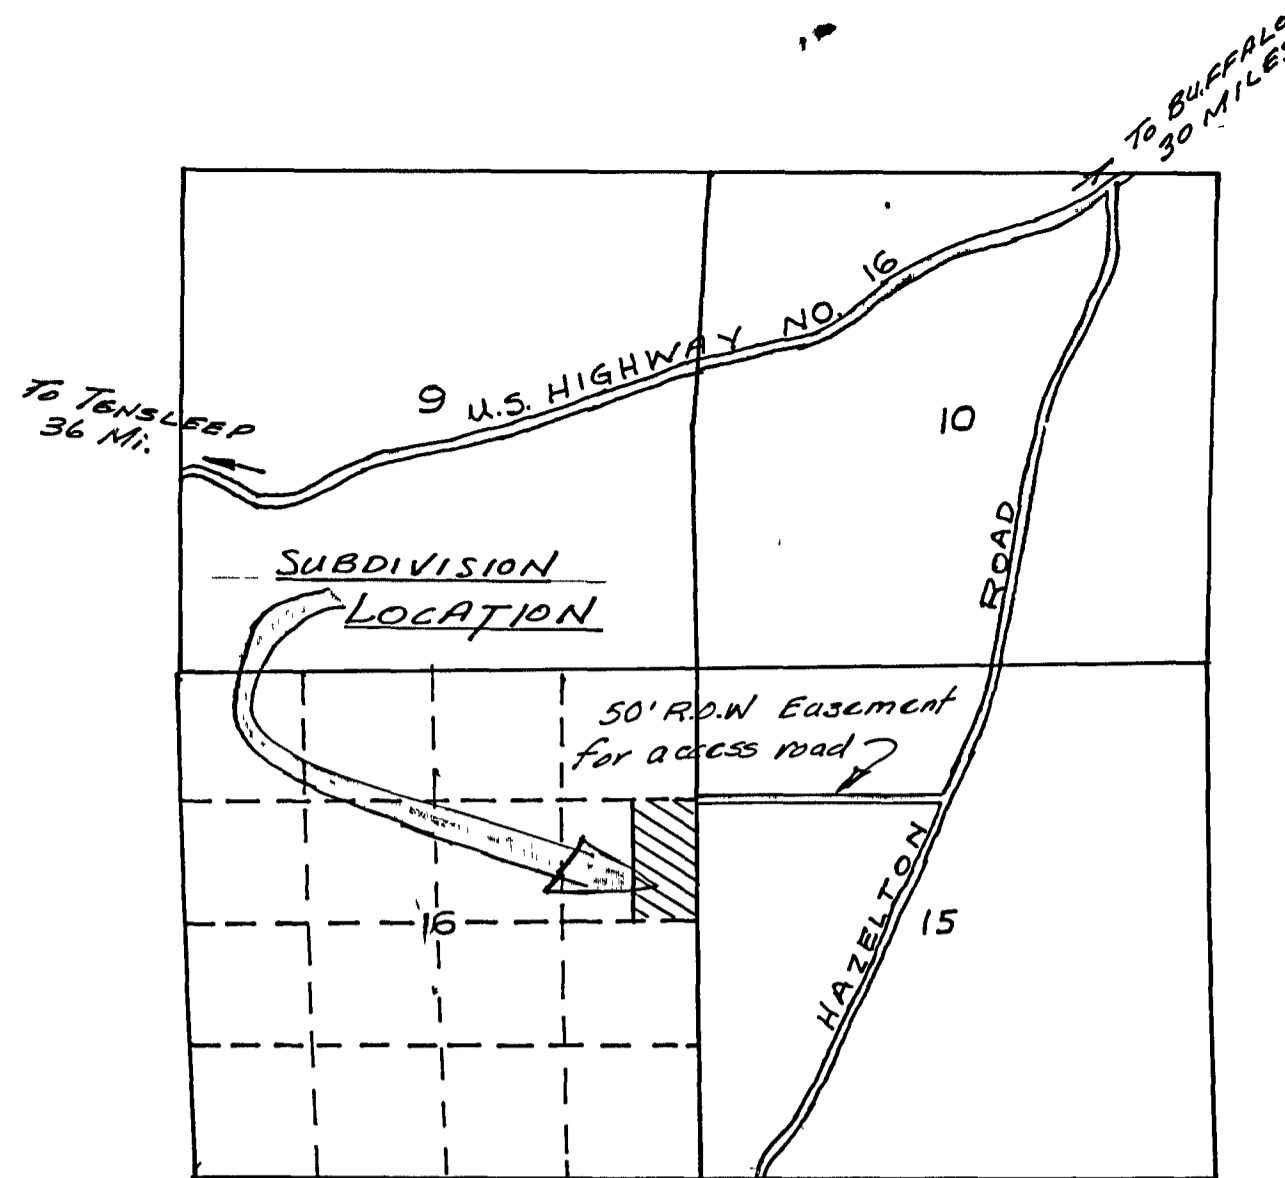 To BUFFALO
30 MILES
U.S. HIGHWAY NO. 16
To TENSLEEP
36 Mi.
9
10
SUBDIVISION
LOCATION
50' R.O.W Easement
for access road
HAZELTON ROAD
16
15